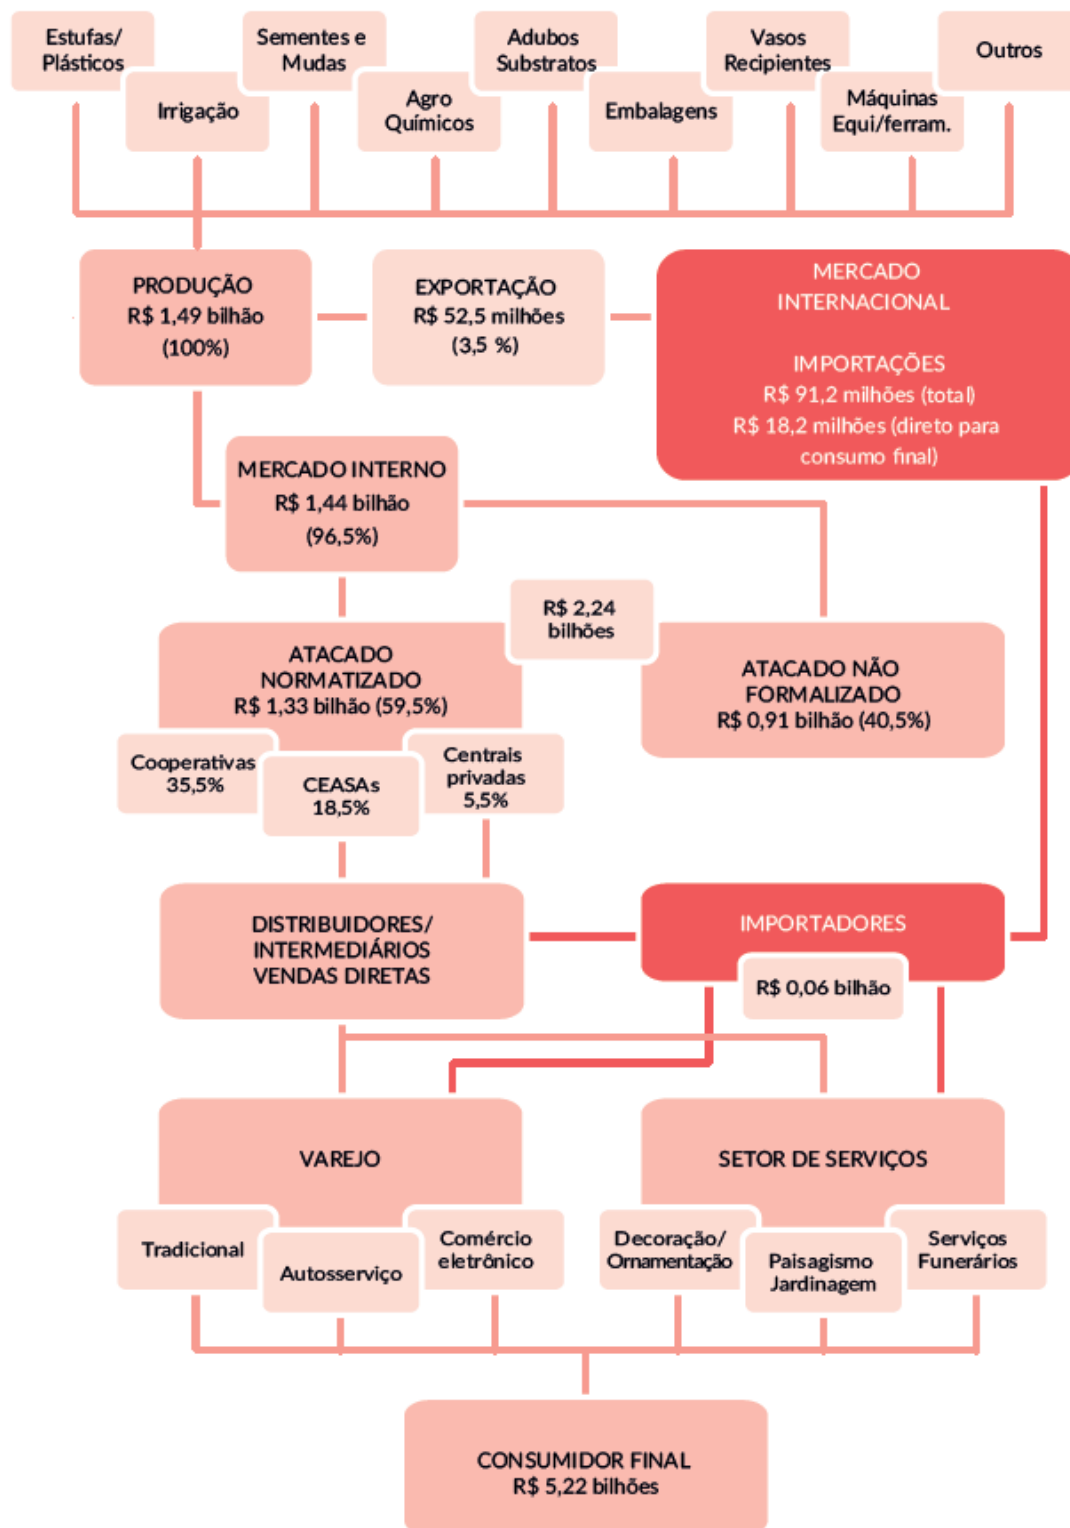 Estufas/
Plásticos
Irrigação
Sementes e
Mudas
Agro
Químicos
Adubos
Substratos
Embalagens
Vasos
Recipientes
Máquinas
Equi/ferram.
Outros
PRODUÇÃO
R$ 1,49 bilhão
(100%)
EXPORTAÇÃO
R$ 52,5 milhões
(3,5 %)
MERCADO
INTERNACIONAL
IMPORTAÇÕES
R$ 91,2 milhões (total)
R$ 18,2 milhões (direto para
consumo final)
MERCADO INTERNO
R$ 1,44 bilhão
(96,5%)
R$ 2,24
bilhões
ATACADO
NORMATIZADO
R$ 1,33 bilhão (59,5%)
ATACADO NÃO
FORMALIZADO
R$ 0,91 bilhão (40,5%)
Cooperativas
35,5%
CEASAs
18,5%
Centrais
privadas
5,5%
DISTRIBUIDORES/
INTERMEDIÁRIOS
VENDAS DIRETAS
IMPORTADORES
R$ 0,06 bilhão
VAREJO
SETOR DE SERVIÇOS
Tradicional
Autosserviço
Comércio
eletrônico
Decoração/
Ornamentação
Paisagismo
Jardinagem
Serviços
Funerários
CONSUMIDOR FINAL
R$ 5,22 bilhões